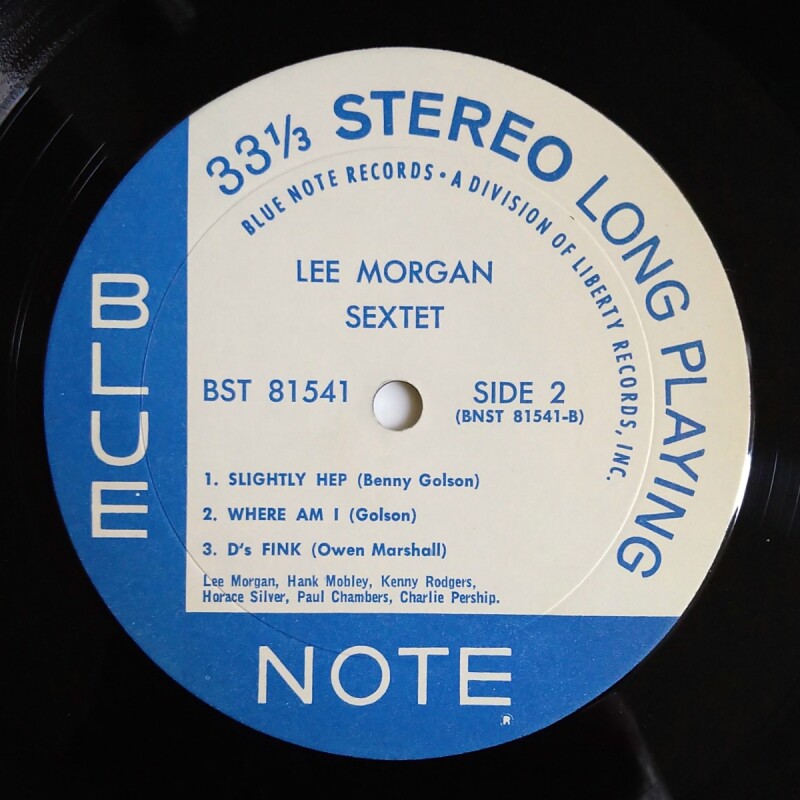 33⅓ STEREO LONG PLAYING
BLUE NOTE RECORDS • A DIVISION OF LIBERTY RECORDS, INC.
LEE MORGAN
SEXTET
BST 81541
SIDE 2
(BNST 81541-B)
1. SLIGHTLY HEP (Benny Golson)
2. WHERE AM I (Golson)
3. D's FINK (Owen Marshall)
Lee Morgan, Hank Mobley, Kenny Rodgers,
Horace Silver, Paul Chambers, Charlie Pership.
BLUE
NOTE
®